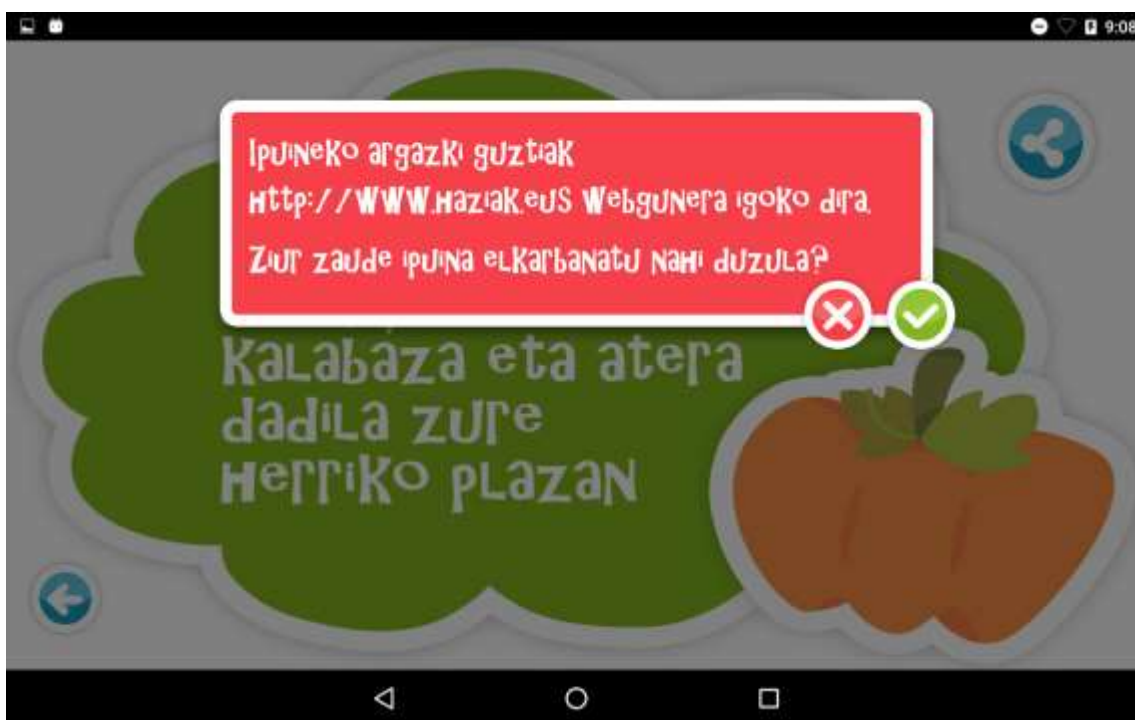 9:08
Ipuineko argazki guztiak
http://www.haziak.eus webgunera igoko dira.
Ziur zaude ipuina elkarbanatu nahi duzula?
kalabaza eta atera
dadila zure
herriko plazan